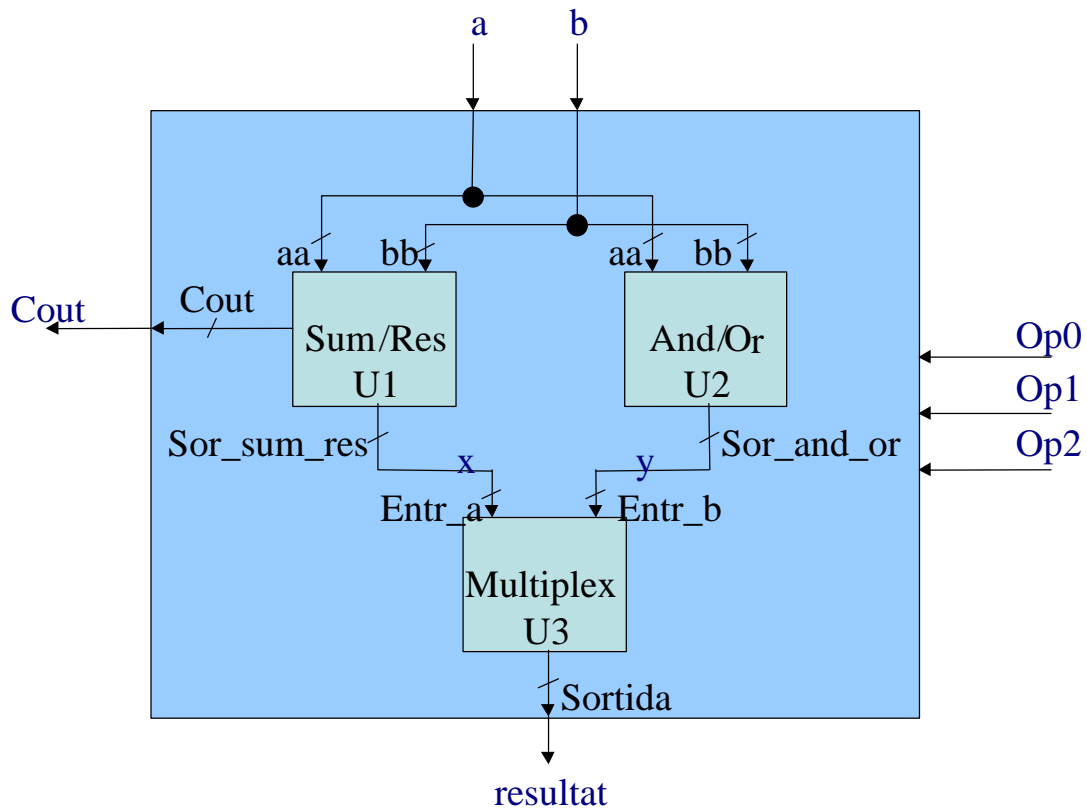 a b
aa bb aa bb
Cout Cout
Sum/Res
U1
And/Or
U2
Op0
Op1
Op2
Sor_sum_res
Sor_and_or
x y
Entr_a Entr_b
Multiplex
U3
Sortida
resultat